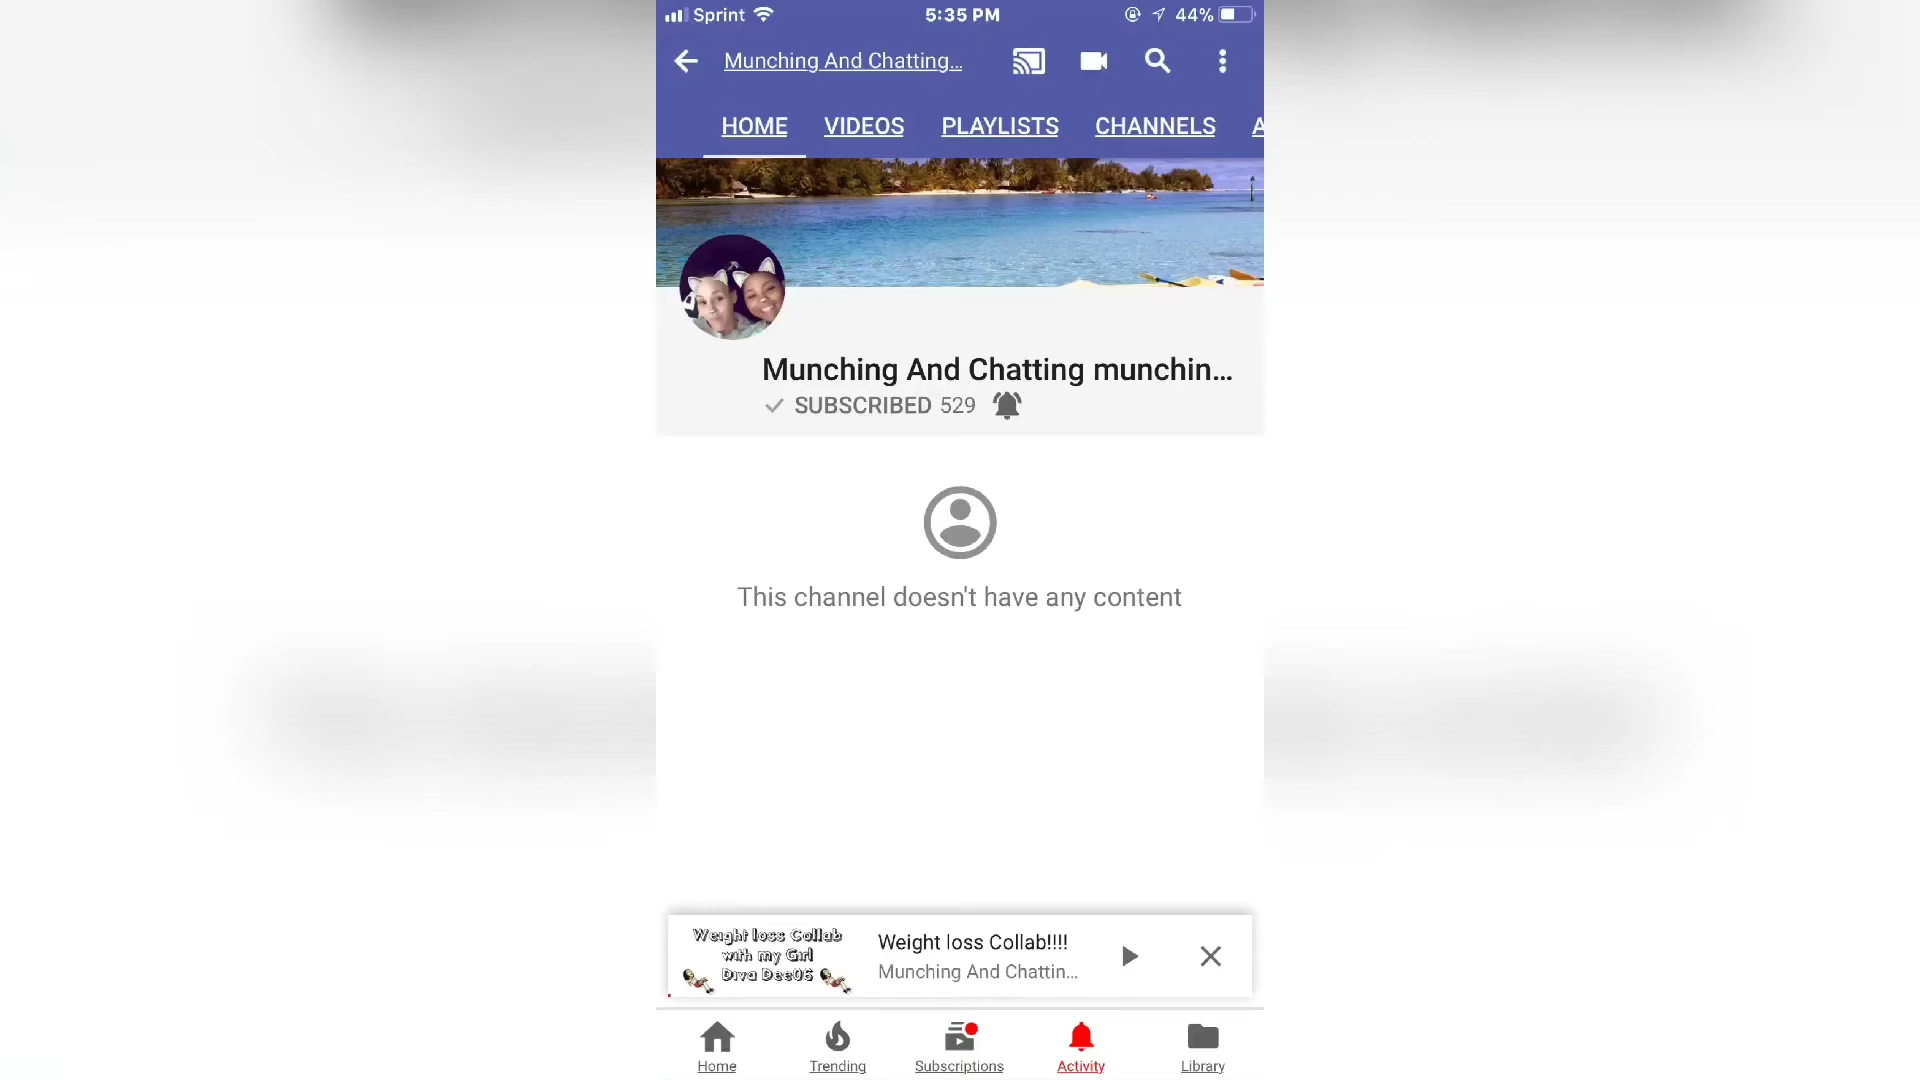 Sprint 5:35 PM 44%
Munching And Chatting...
HOME VIDEOS PLAYLISTS CHANNELS A
Munching And Chatting munchin...
SUBSCRIBED 529
This channel doesn't have any content
Weight loss Collab
with my Girl
Diva Dee06
Weight loss Collab!!!!
Munching And Chattin...
Home Trending Subscriptions Activity Library